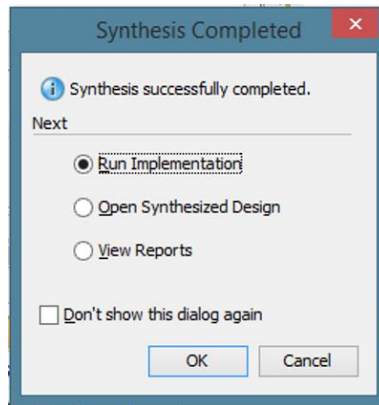 Synthesis Completed
Synthesis successfully completed.
Next
Run Implementation
Open Synthesized Design
View Reports
Don't show this dialog again
OK Cancel